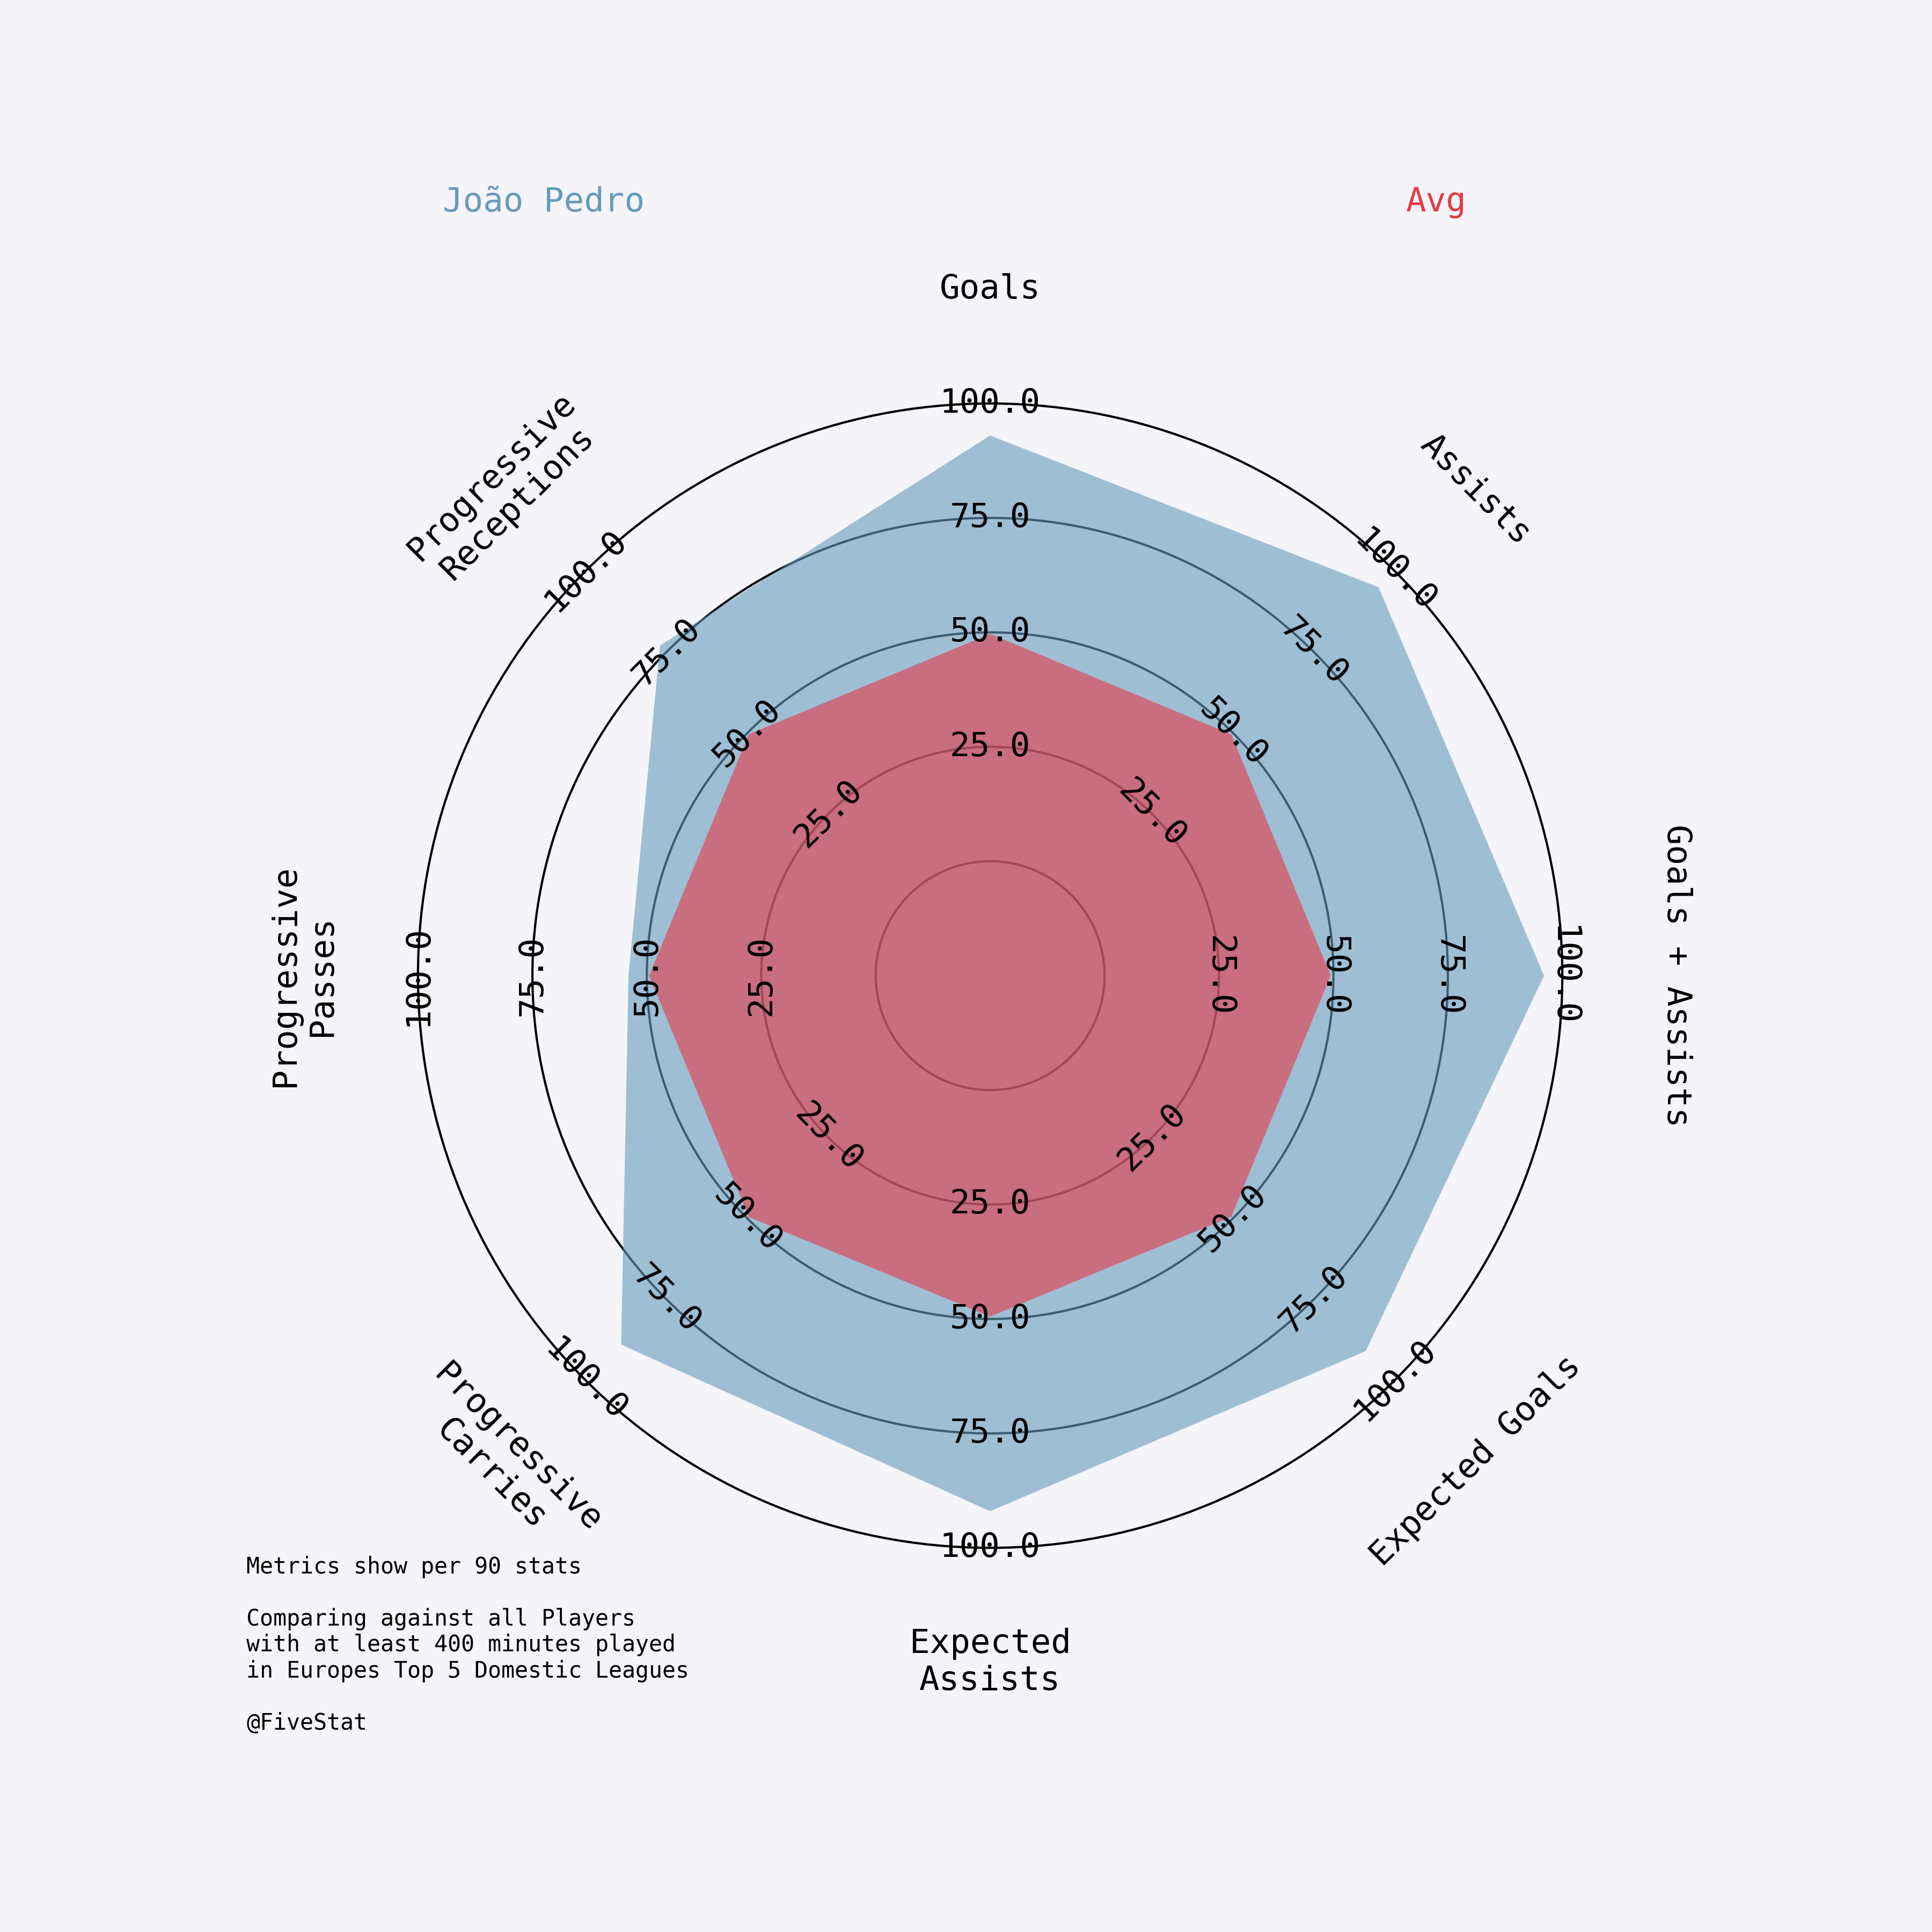 João Pedro
Avg
Goals
Assists
Goals + Assists
Expected Goals
Expected
Assists
Progressive
Carries
Progressive
Passes
Progressive
Receptions
25.0
50.0
75.0
100.0
25.0
50.0
75.0
100.0
25.0
50.0
75.0
100.0
25.0
50.0
75.0
100.0
25.0
50.0
75.0
100.0
25.0
50.0
75.0
100.0
25.0
50.0
75.0
100.0
25.0
50.0
75.0
100.0
Metrics show per 90 stats
Comparing against all Players
with at least 400 minutes played
in Europes Top 5 Domestic Leagues
@FiveStat